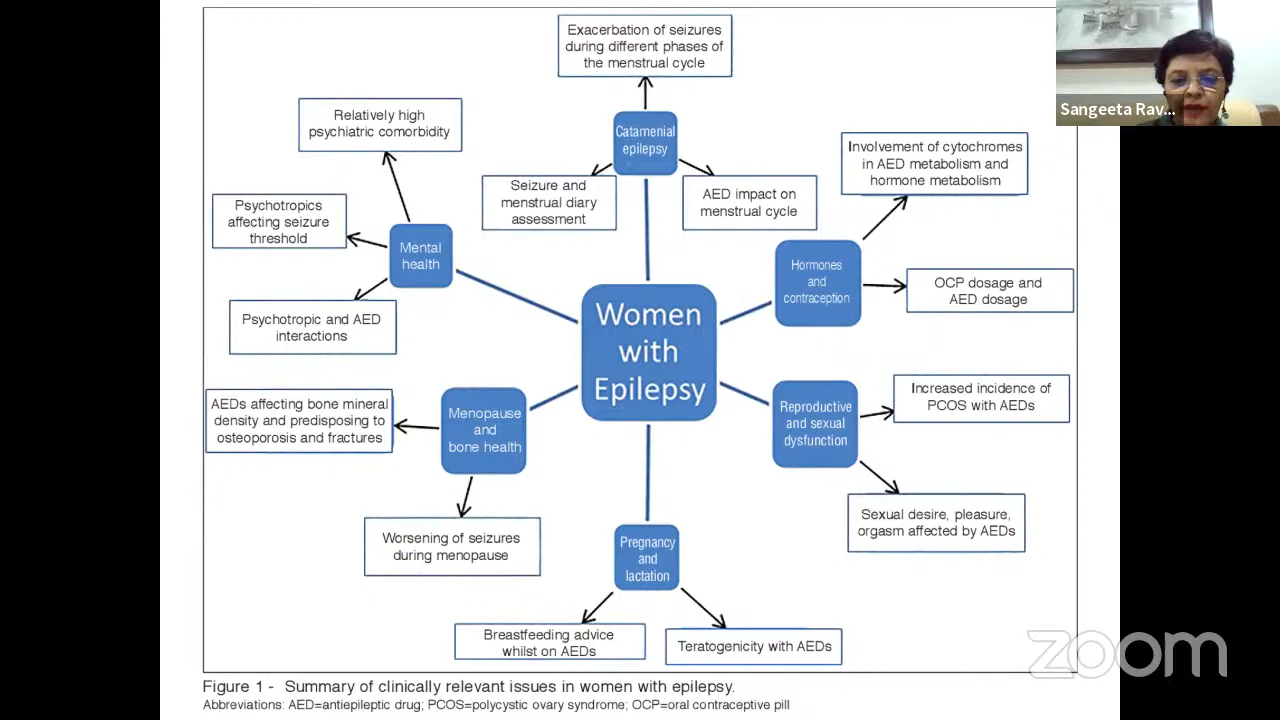 Exacerbation of seizures
during different phases of
the menstrual cycle
Sangeeta Rav...
Relatively high
psychiatric comorbidity
Catamenial
epilepsy
Involvement of cytochromes
in AED metabolism and
hormone metabolism
Seizure and
menstrual diary
assessment
AED impact on
menstrual cycle
Psychotropics
affecting seizure
threshold
Mental
health
Hormones
and
contraception
OCP dosage and
AED dosage
Women
with
Epilepsy
Psychotropic and AED
interactions
AEDs affecting bone mineral
density and predisposing to
osteoporosis and fractures
Menopause
and
bone health
Reproductive
and sexual
dysfunction
Increased incidence of
PCOS with AEDs
Worsening of seizures
during menopause
Sexual desire, pleasure,
orgasm affected by AEDs
Pregnancy
and
lactation
Breastfeeding advice
whilst on AEDs
Teratogenicity with AEDs
zoom
Figure 1 - Summary of clinically relevant issues in women with epilepsy.
Abbreviations: AED=antiepileptic drug; PCOS=polycystic ovary syndrome; OCP=oral contraceptive pill